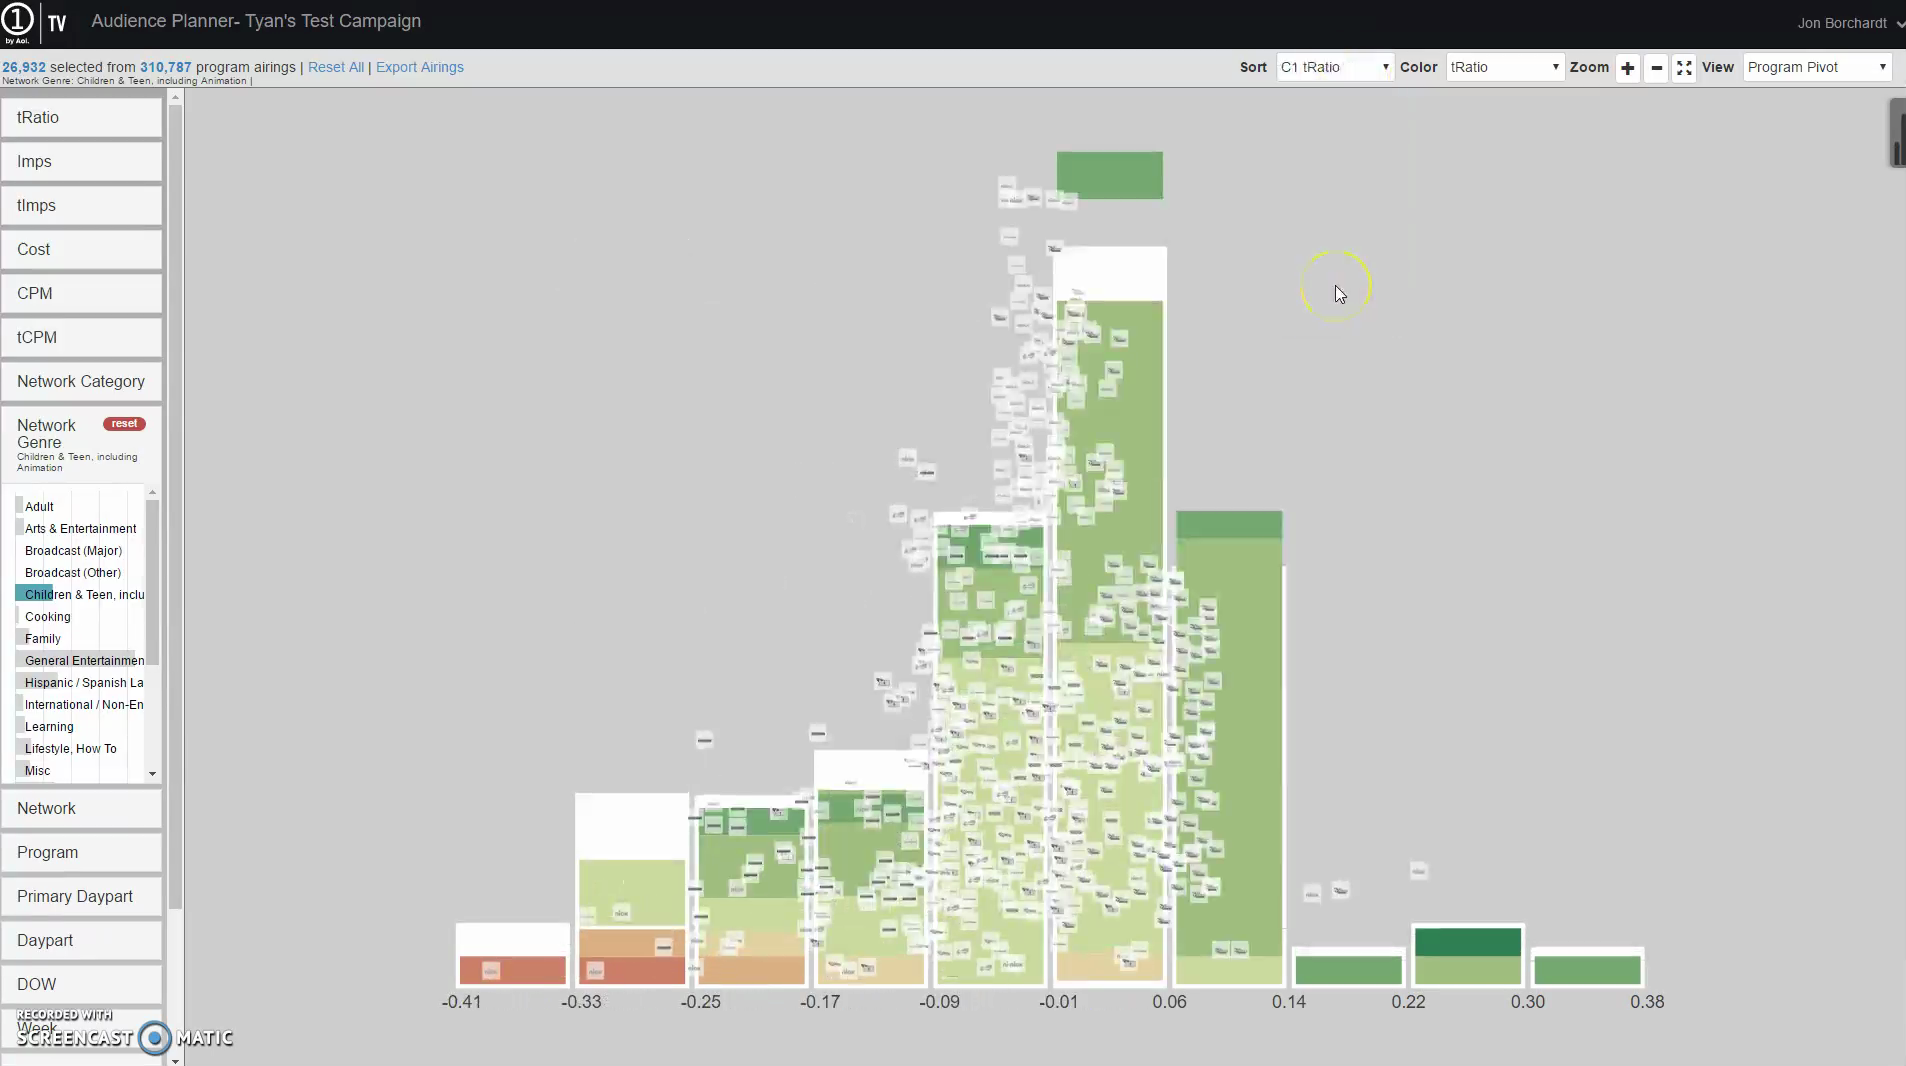 1
by Aol.
TV
Audience Planner- Tyan's Test Campaign
Jon Borchardt
26,932 selected from 310,787 program airings | Reset All | Export Airings
Network Genre: Children & Teen, including Animation |
Sort C1 tRatio Color tRatio Zoom + - View Program Pivot
tRatio
Imps
tImps
Cost
CPM
tCPM
Network Category
Network Genre
reset
Children & Teen, including
Animation
Adult
Arts & Entertainment
Broadcast (Major)
Broadcast (Other)
Children & Teen, inclu
Cooking
Family
General Entertainmen
Hispanic / Spanish La
International / Non-En
Learning
Lifestyle, How To
Misc
Network
Program
Primary Daypart
Daypart
DOW
Week
RECORDED WITH
SCREENCAST MATIC
-0.41 -0.33 -0.25 -0.17 -0.09 -0.01 0.06 0.14 0.22 0.30 0.38